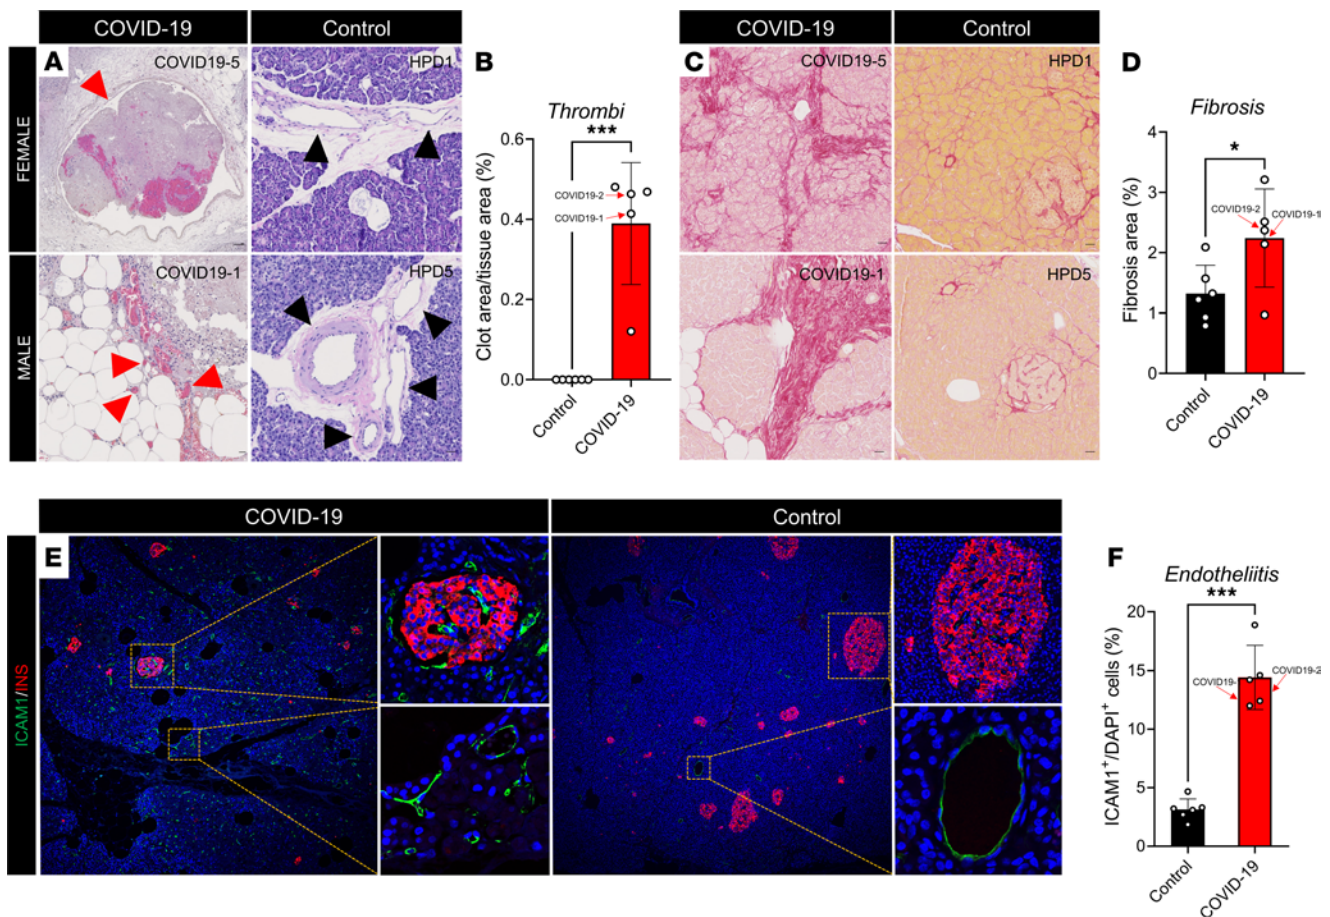 COVID-19
Control
FEMALE
MALE
A
COVID19-5
HPD1
COVID19-1
HPD5
B
Thrombi
***
Clot area/tissue area (%)
0.6
0.4
0.2
0.0
COVID19-2
COVID19-1
Control
COVID-19
COVID-19
Control
C
COVID19-5
HPD1
COVID19-1
HPD5
D
Fibrosis
*
Fibrosis area (%)
4
3
2
1
0
COVID19-2
COVID19-1
Control
COVID-19
COVID-19
Control
ICAM1/INS
E
F
Endotheliitis
***
ICAM1+/DAPI+ cells (%)
20
15
10
5
0
COVID19-
COVID19-2
Control
COVID-19